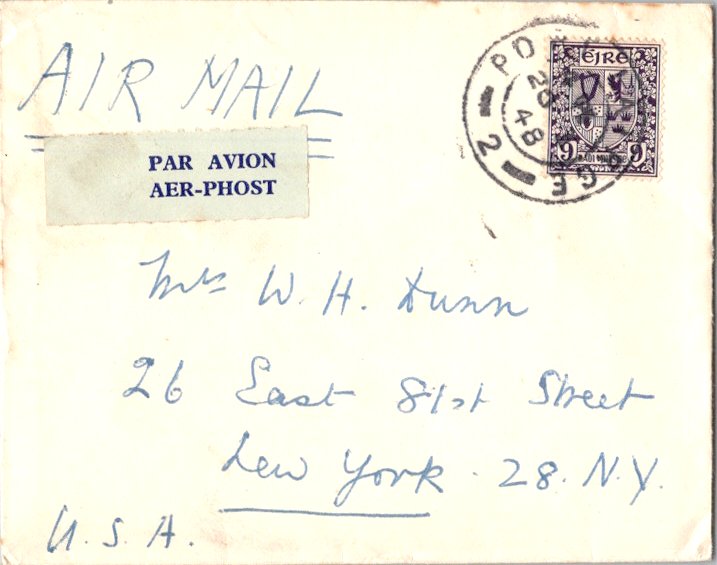 AIR MAIL
PAR AVION
AER-PHOST
ÉIRE
9 9
28
48
2
Mrs W. H. Dunn
26 East 81st Street
New York. 28. N.Y.
U. S. A.